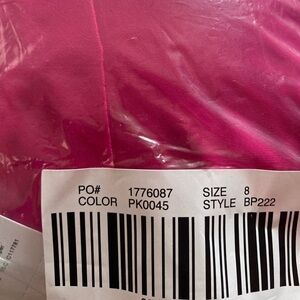 PO# 1776087 SIZE 8
COLOR PK0045 STYLE BP222